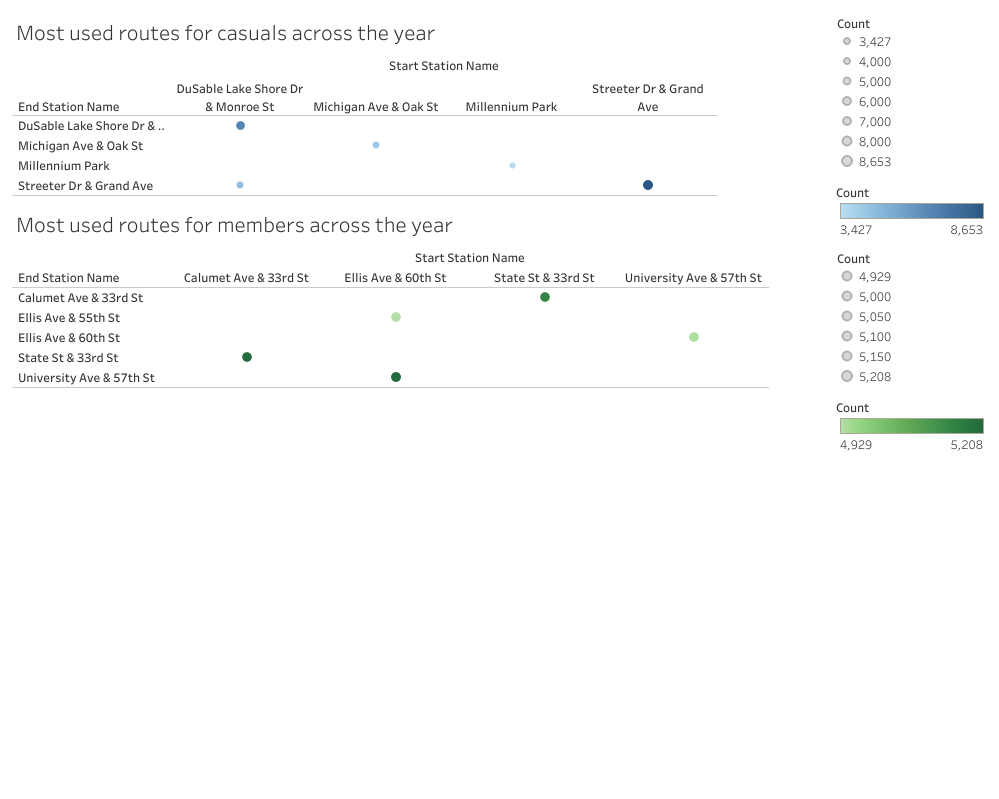 Most used routes for casuals across the year
Start Station Name
DuSable Lake Shore Dr
& Monroe St
Michigan Ave & Oak St
Millennium Park
Streeter Dr & Grand
Ave
End Station Name
DuSable Lake Shore Dr & ..
Michigan Ave & Oak St
Millennium Park
Streeter Dr & Grand Ave
Most used routes for members across the year
Start Station Name
End Station Name
Calumet Ave & 33rd St
Ellis Ave & 60th St
State St & 33rd St
University Ave & 57th St
Calumet Ave & 33rd St
Ellis Ave & 55th St
Ellis Ave & 60th St
State St & 33rd St
University Ave & 57th St
Count
3,427
4,000
5,000
6,000
7,000
8,000
8,653
Count
3,427 8,653
Count
4,929
5,000
5,050
5,100
5,150
5,208
Count
4,929 5,208